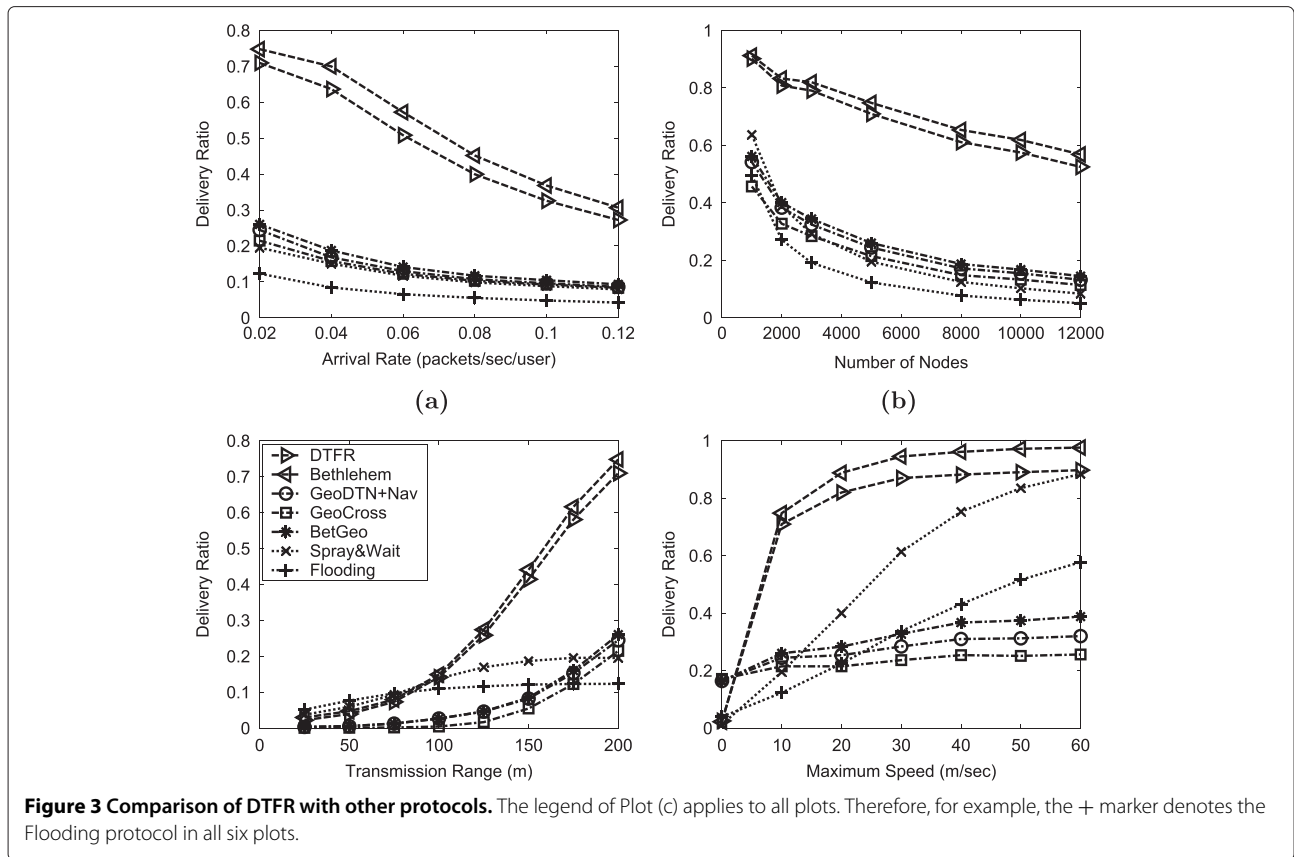 0.8
0.7
0.6
0.5
0.4
0.3
0.2
0.1
0
Delivery Ratio
0.02 0.04 0.06 0.08 0.1 0.12
Arrival Rate (packets/sec/user)
(a)
1
0.8
0.6
0.4
0.2
0
Delivery Ratio
2000 4000 6000 8000 10000 12000
Number of Nodes
(b)
0.8
0.7
0.6
0.5
0.4
0.3
0.2
0.1
0
Delivery Ratio
DTFR
Bethlehem
GeoDTN+Nav
GeoCross
BetGeo
Spray&Wait
Flooding
0 50 100 150 200
Transmission Range (m)
1
0.8
0.6
0.4
0.2
0
Delivery Ratio
0 10 20 30 40 50 60
Maximum Speed (m/sec)
Figure 3 Comparison of DTFR with other protocols. The legend of Plot (c) applies to all plots. Therefore, for example, the + marker denotes the
Flooding protocol in all six plots.